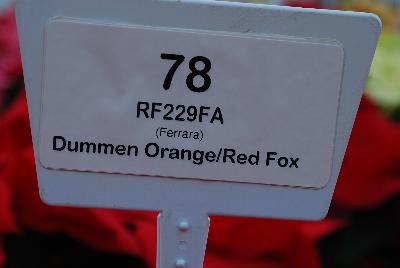 78
RF229FA
(Ferrara)
Dummen Orange/Red Fox